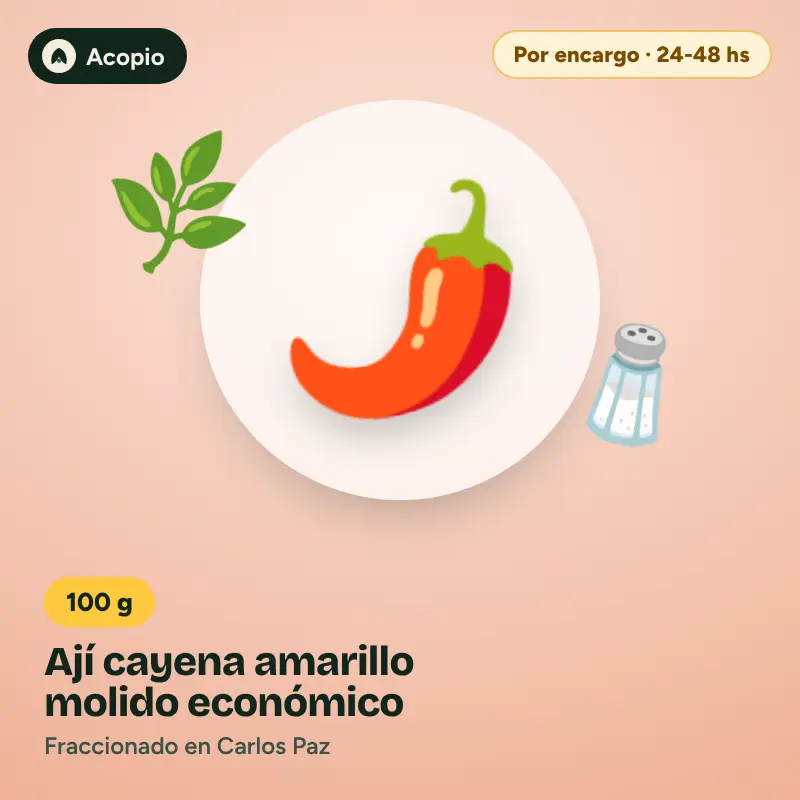 Acopio
Por encargo · 24-48 hs
100 g
Ají cayena amarillo
molido económico
Fraccionado en Carlos Paz